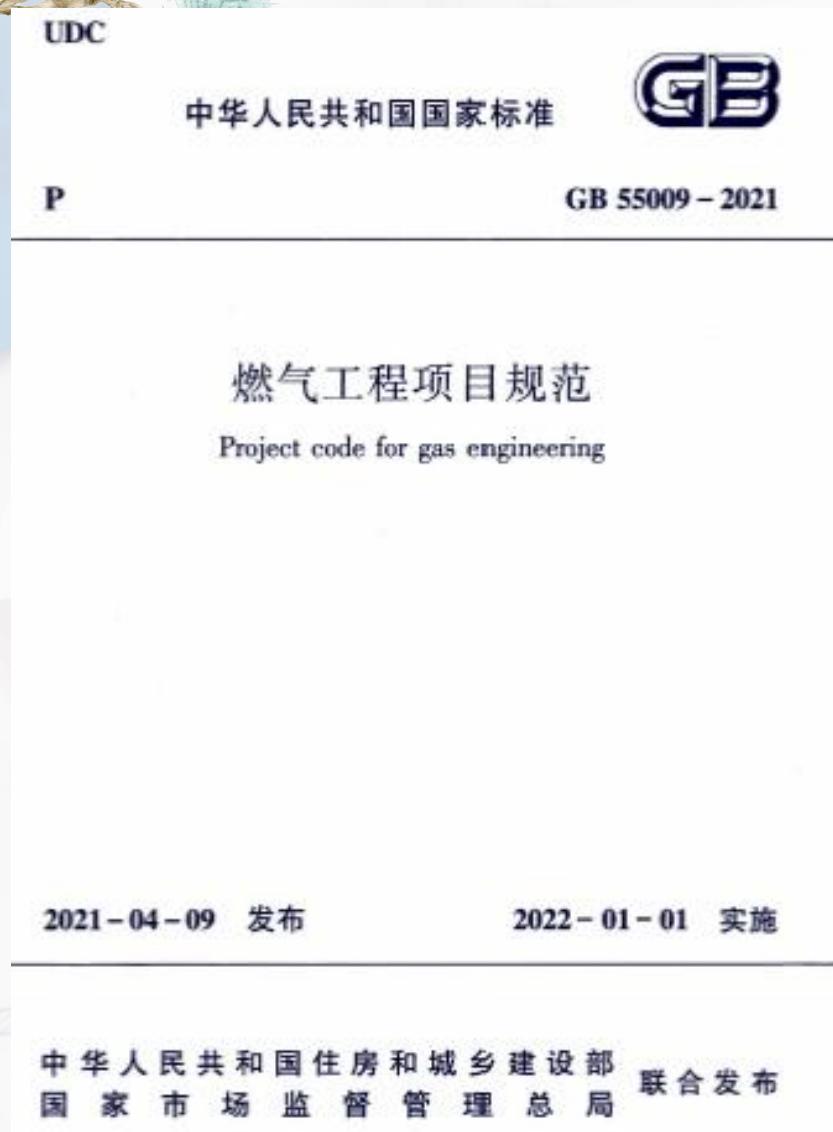 UDC
中华人民共和国国家标准
GB
P
GB 55009－2021
燃气工程项目规范
Project code for gas engineering
2021－04－09 发布
2022－01－01 实施
中华人民共和国住房和城乡建设部
国家市场监督管理总局
联合发布